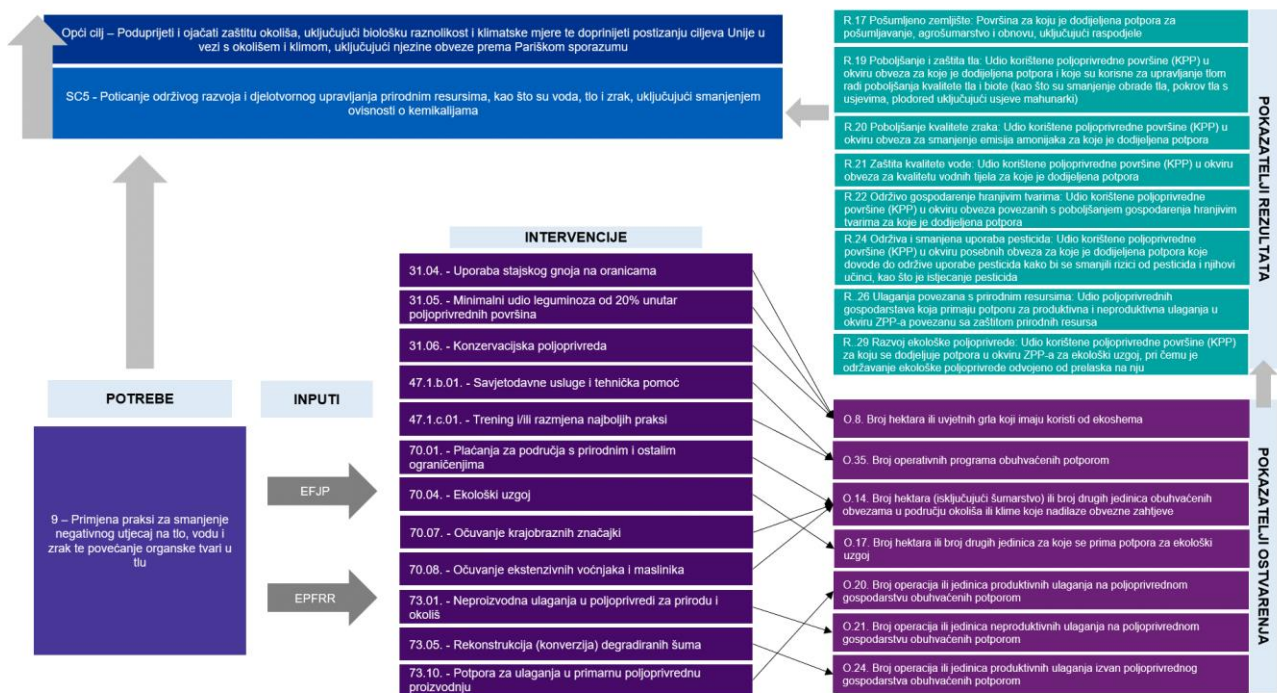 Opći cilj – Poduprijeti i ojačati zaštitu okoliša, uključujući biološku raznolikost i klimatske mjere te doprinijeti postizanju ciljeva Unije u
vezi s okolišem i klimom, uključujući njezine obveze prema Pariškom sporazumu
SC5 - Poticanje održivog razvoja i djelotvornog upravljanja prirodnim resursima, kao što su voda, tlo i zrak, uključujući smanjenjem
ovisnosti o kemikalijama
POTREBE
9 – Primjena praksi za smanjenje
negativnog utjecaj na tlo, vodu i
zrak te povećanje organske tvari u
tlu
INPUTI
EFJP
EPFRR
INTERVENCIJE
31.04. - Uporaba stajskog gnoja na oranicama
31.05. - Minimalni udio leguminoza od 20% unutar
poljoprivrednih površina
31.06. - Konzervacijska poljoprivreda
47.1.b.01. - Savjetodavne usluge i tehnička pomoć
47.1.c.01. - Trening i/ili razmjena najboljih praksi
70.01. - Plaćanja za područja s prirodnim i ostalim
ograničenjima
70.04. - Ekološki uzgoj
70.07. - Očuvanje krajobraznih značajki
70.08. - Očuvanje ekstenzivnih voćnjaka i maslinika
73.01. - Neproizvodna ulaganja u poljoprivredi za prirodu i
okoliš
73.05. - Rekonstrukcija (konverzija) degradiranih šuma
73.10. - Potpora za ulaganja u primarnu poljoprivrednu
proizvodnju
R.17 Pošumljeno zemljište: Površina za koju je dodijeljena potpora za
pošumljavanje, agrošumarstvo i obnovu, uključujući raspodjele
R.19 Poboljšanje i zaštita tla: Udio korištene poljoprivredne površine (KPP) u
okviru obveza za koje je dodijeljena potpora i koje su korisne za upravljanje tlom
radi poboljšanja kvalitete tla i biote (kao što su smanjenje obrade tla, pokrov tla s
usjevima, plodored uključujući usjeve mahunarki)
R.20 Poboljšanje kvalitete zraka: Udio korištene poljoprivredne površine (KPP) u
okviru obveza za smanjenje emisija amonijaka za koje je dodijeljena potpora
R.21 Zaštita kvalitete vode: Udio korištene poljoprivredne površine (KPP) u okviru
obveza za kvalitetu vodnih tijela za koje je dodijeljena potpora
R.22 Održivo gospodarenje hranjivim tvarima: Udio korištene poljoprivredne
površine (KPP) u okviru obveza povezanih s poboljšanjem gospodarenja hranjivim
tvarima za koje je dodijeljena potpora
R.24 Održiva i smanjena uporaba pesticida: Udio korištene poljoprivredne
površine (KPP) u okviru posebnih obveza za koje je dodijeljena potpora koje
dovode do održive uporabe pesticida kako bi se smanjili rizici od pesticida i njihovi
učinci, kao što je istjecanje pesticida
R..26 Ulaganja povezana s prirodnim resursima: Udio poljoprivrednih
gospodarstava koja primaju potporu za produktivna i neproduktivna ulaganja u
okviru ZPP-a povezanu sa zaštitom prirodnih resursa
R..29 Razvoj ekološke poljoprivrede: Udio korištene poljoprivredne površine (KPP)
za koju se dodjeljuje potpora u okviru ZPP-a za ekološki uzgoj, pri čemu je
održavanje ekološke poljoprivrede odvojeno od prelaska na nju
POKAZATELJI REZULTATA
O.8. Broj hektara ili uvjetnih grla koji imaju koristi od ekoshema
O.35. Broj operativnih programa obuhvaćenih potporom
O.14. Broj hektara (isključujući šumarstvo) ili broj drugih jedinica obuhvaćenih
obvezama u području okoliša ili klime koje nadilaze obvezne zahtjeve
O.17. Broj hektara ili broj drugih jedinica za koje se prima potpora za ekološki
uzgoj
O.20. Broj operacija ili jedinica produktivnih ulaganja na poljoprivrednom
gospodarstvu obuhvaćenih potporom
O.21. Broj operacija ili jedinica neproduktivnih ulaganja na poljoprivrednom
gospodarstvu obuhvaćenih potporom
O.24. Broj operacija ili jedinica produktivnih ulaganja izvan poljoprivrednog
gospodarstva obuhvaćenih potporom
POKAZATELJI OSTVARENJA